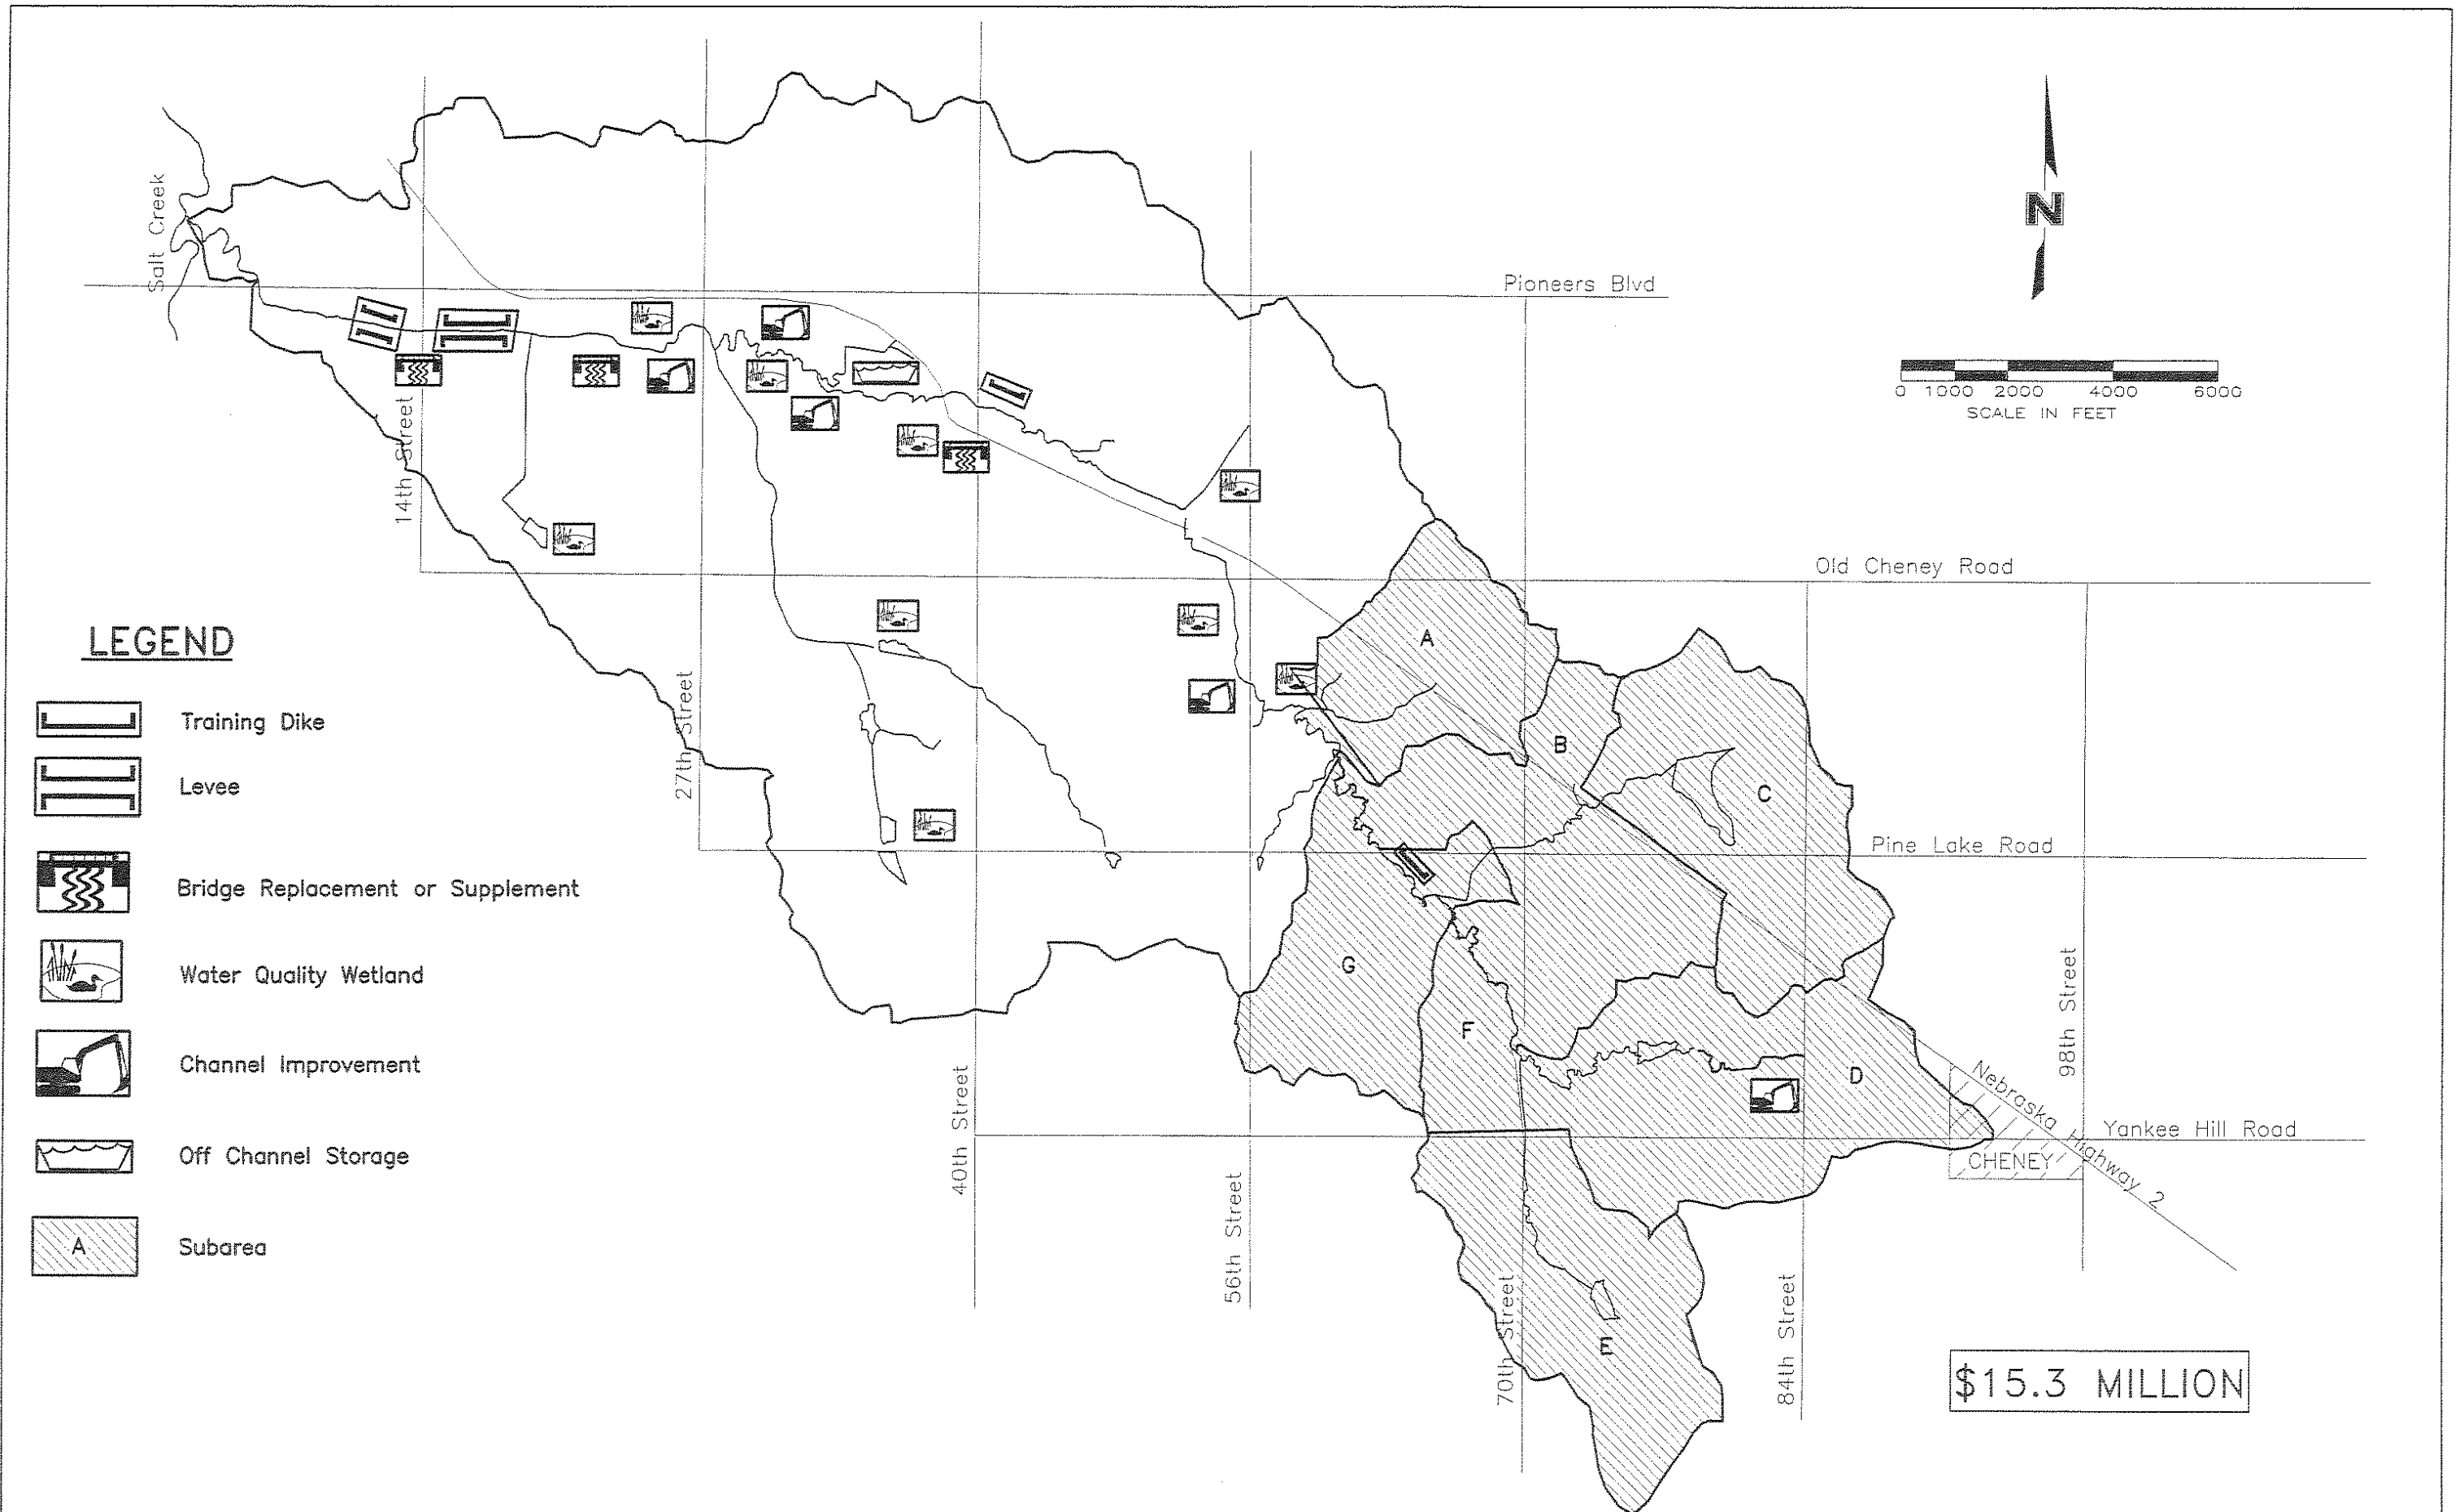 Salt Creek
Pioneers Blvd
N
0 1000 2000 4000 6000
SCALE IN FEET
14th Street
Old Cheney Road
LEGEND
Training Dike
Levee
Bridge Replacement or Supplement
Water Quality Wetland
Channel Improvement
Off Channel Storage
A
Subarea
27th Street
A
B
C
Pine Lake Road
G
F
D
E
98th Street
Nebraska Highway 2
Yankee Hill Road
CHENEY
40th Street
56th Street
70th Street
84th Street
$15.3 MILLION